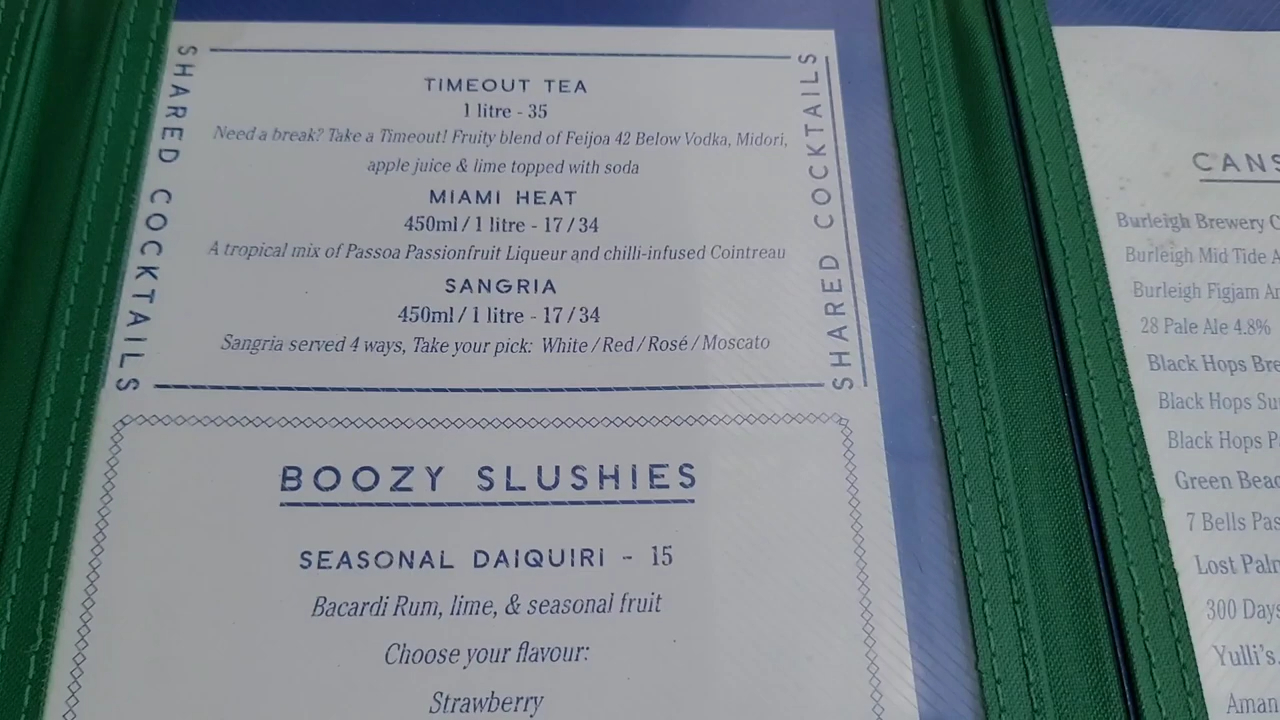 SHARED COCKTAILS
TIMEOUT TEA
1 litre - 35
Need a break? Take a Timeout! Fruity blend of Feijoa 42 Below Vodka, Midori,
apple juice & lime topped with soda
MIAMI HEAT
450ml / 1 litre - 17 / 34
A tropical mix of Passoa Passionfruit Liqueur and chilli-infused Cointreau
SANGRIA
450ml / 1 litre - 17 / 34
Sangria served 4 ways, Take your pick: White / Red / Rosé / Moscato
SHARED COCKTAILS
BOOZY SLUSHIES
SEASONAL DAIQUIRI - 15
Bacardi Rum, lime, & seasonal fruit
Choose your flavour:
Strawberry
CANS
Burleigh Brewery
Burleigh Mid Tide
Burleigh Figjam
28 Pale Ale 4.8%
Black Hops
Black Hops
Black Hops
Green
7 Bells
Lost
300 Days
Yulli's